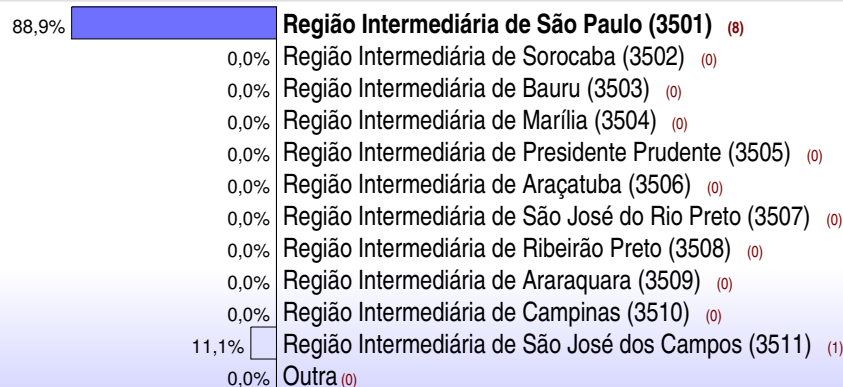 88,9% Região Intermediária de São Paulo (3501) (8)
0,0% Região Intermediária de Sorocaba (3502) (0)
0,0% Região Intermediária de Bauru (3503) (0)
0,0% Região Intermediária de Marília (3504) (0)
0,0% Região Intermediária de Presidente Prudente (3505) (0)
0,0% Região Intermediária de Araçatuba (3506) (0)
0,0% Região Intermediária de São José do Rio Preto (3507) (0)
0,0% Região Intermediária de Ribeirão Preto (3508) (0)
0,0% Região Intermediária de Araraquara (3509) (0)
0,0% Região Intermediária de Campinas (3510) (0)
11,1% Região Intermediária de São José dos Campos (3511) (1)
0,0% Outra (0)